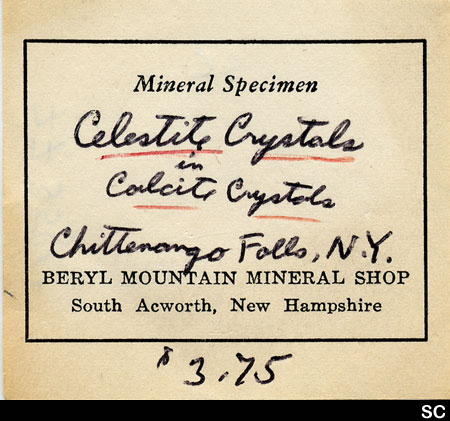 Mineral Specimen
Celestite Crystals
in
Calcite Crystals
Chittenango Falls, N.Y.
BERYL MOUNTAIN MINERAL SHOP
South Acworth, New Hampshire
$3.75
SC